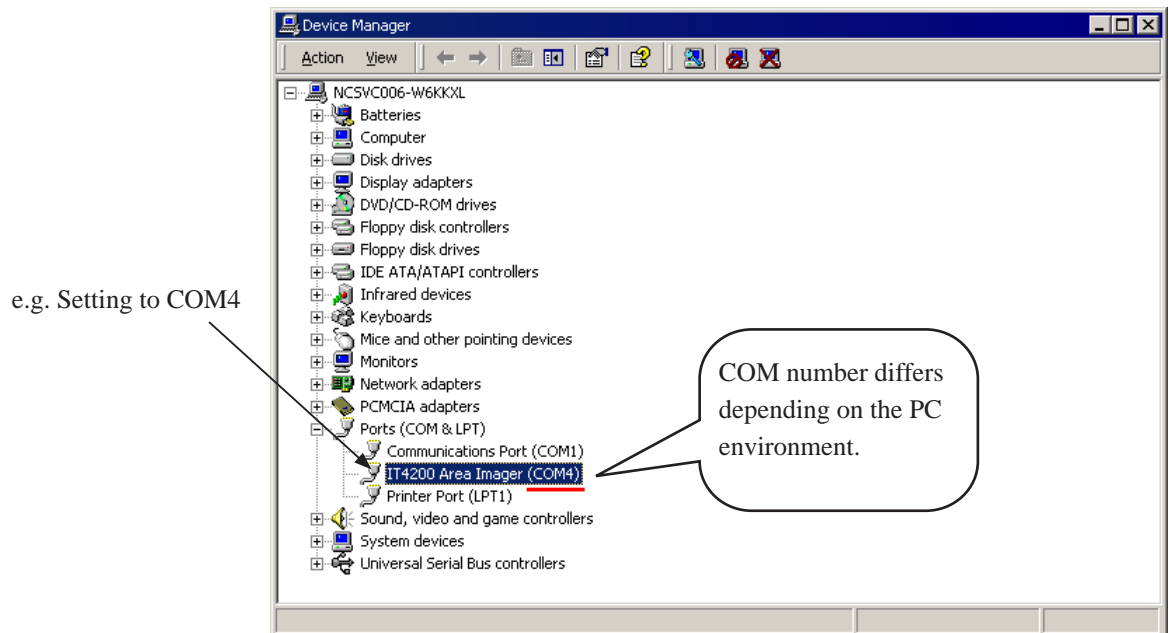 Device Manager
Action View
NCSVC006-W6KKXL
Batteries
Computer
Disk drives
Display adapters
DVD/CD-ROM drives
Floppy disk controllers
Floppy disk drives
IDE ATA/ATAPI controllers
Infrared devices
Keyboards
Mice and other pointing devices
Monitors
Network adapters
PCMCIA adapters
Ports (COM & LPT)
Communications Port (COM1)
IT4200 Area Imager (COM4)
Printer Port (LPT1)
Sound, video and game controllers
System devices
Universal Serial Bus controllers
e.g. Setting to COM4
COM number differs
depending on the PC
environment.